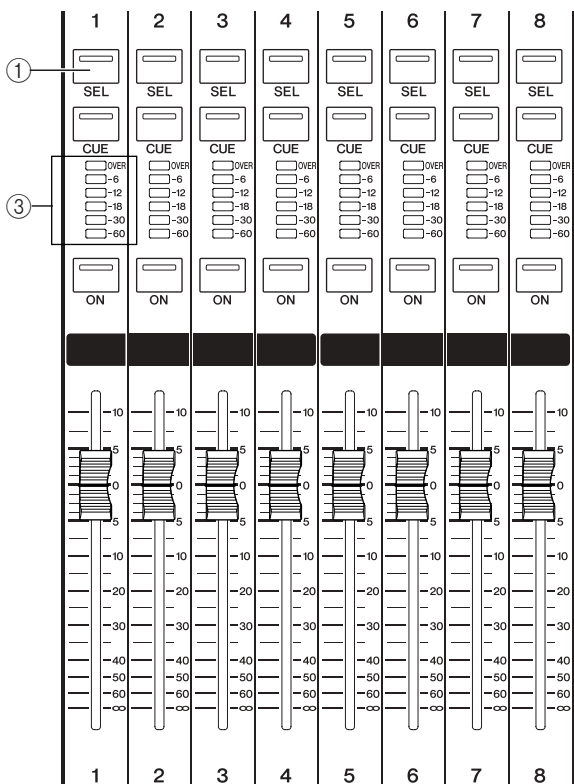 1 2 3 4 5 6 7 8
①
SEL SEL SEL SEL SEL SEL SEL SEL
CUE CUE CUE CUE CUE CUE CUE CUE
OVER OVER OVER OVER OVER OVER OVER OVER
-6 -6 -6 -6 -6 -6 -6 -6
-12 -12 -12 -12 -12 -12 -12 -12
③ -18 -18 -18 -18 -18 -18 -18 -18
-30 -30 -30 -30 -30 -30 -30 -30
-60 -60 -60 -60 -60 -60 -60 -60
ON ON ON ON ON ON ON ON
10 10 10 10 10 10 10 10
5 5 5 5 5 5 5 5
0 0 0 0 0 0 0 0
5 5 5 5 5 5 5 5
10 10 10 10 10 10 10 10
20 20 20 20 20 20 20 20
30 30 30 30 30 30 30 30
40 40 40 40 40 40 40 40
50 50 50 50 50 50 50 50
60 60 60 60 60 60 60 60
∞ ∞ ∞ ∞ ∞ ∞ ∞ ∞
1 2 3 4 5 6 7 8